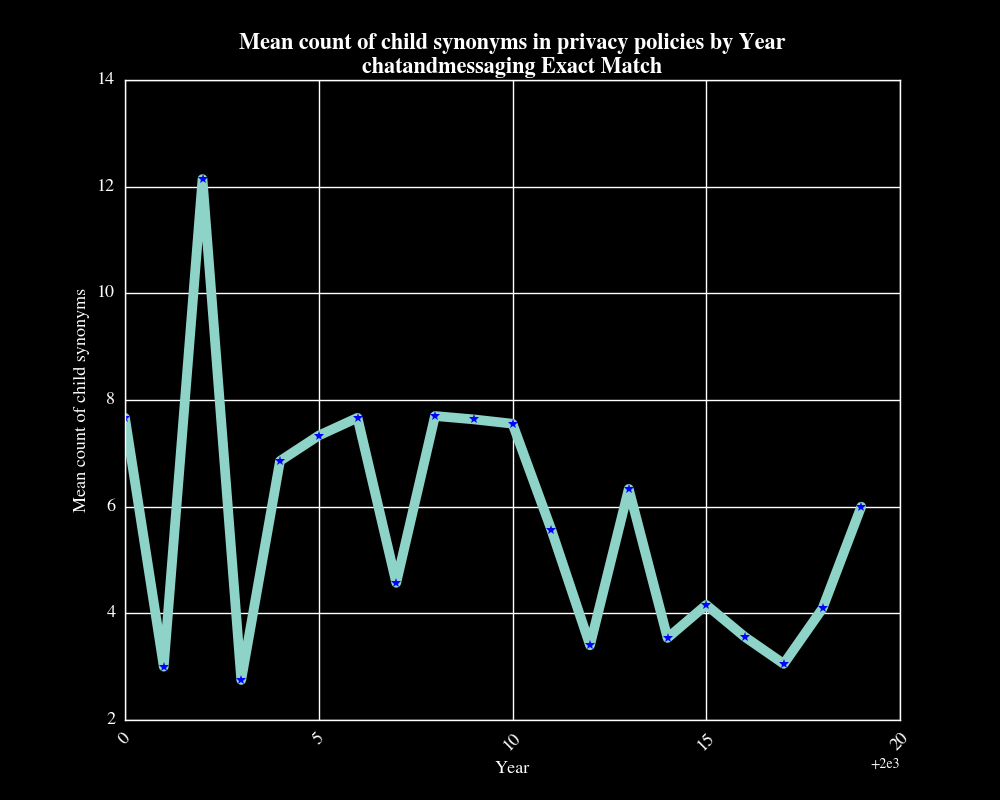 Mean count of child synonyms in privacy policies by Year
chatandmessaging Exact Match
14
12
10
8
6
4
2
Mean count of child synonyms
0 5 10 15 20
Year
+2e3